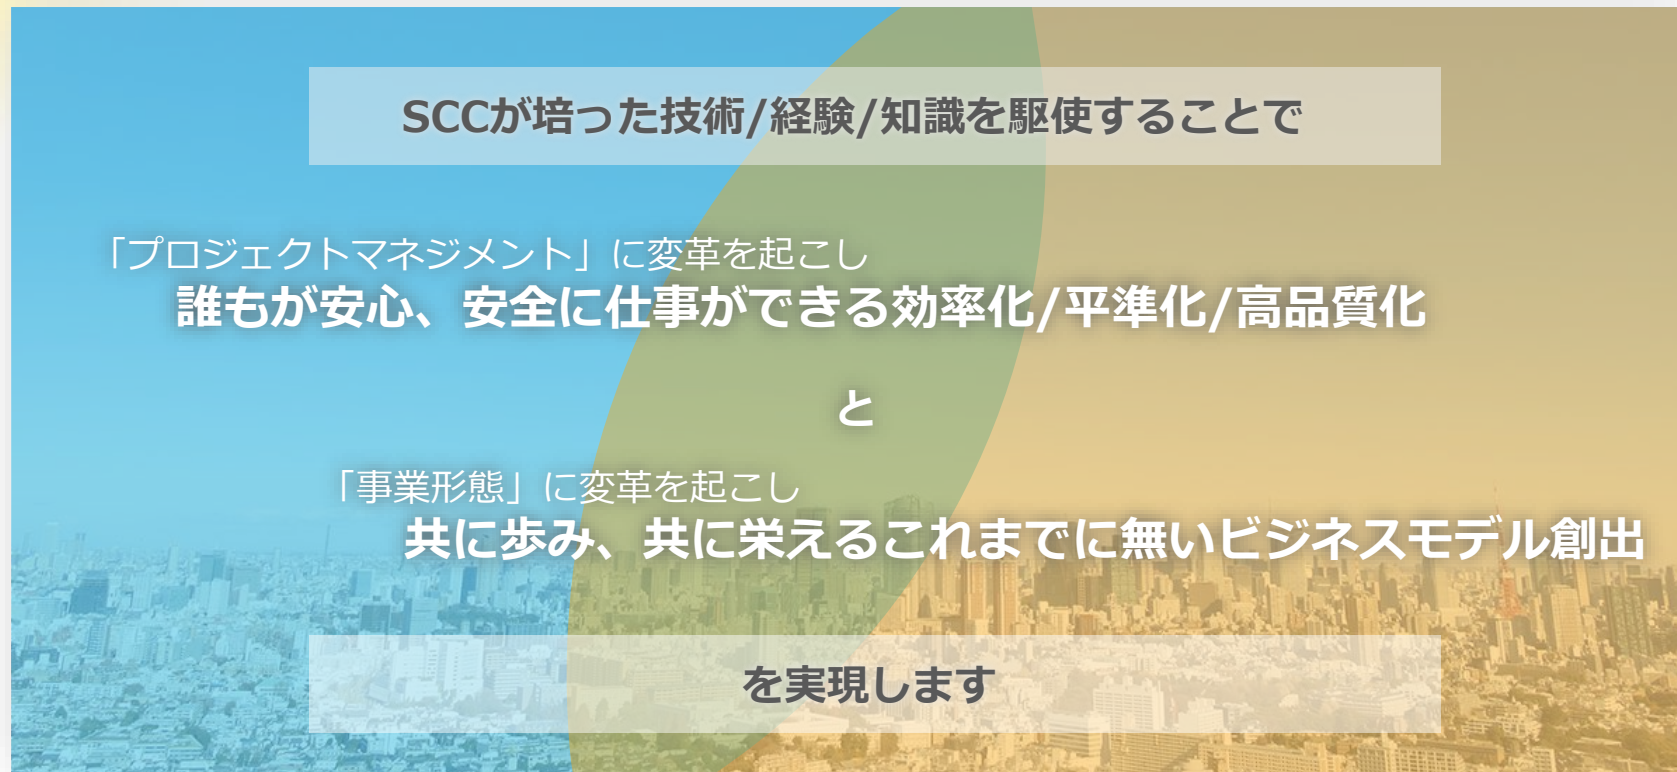 SCCが培った技術/経験/知識を駆使することで
「プロジェクトマネジメント」に変革を起こし
誰もが安心、安全に仕事ができる効率化/平準化/高品質化
と
「事業形態」に変革を起こし
共に歩み、共に栄えるこれまでに無いビジネスモデル創出
を実現します